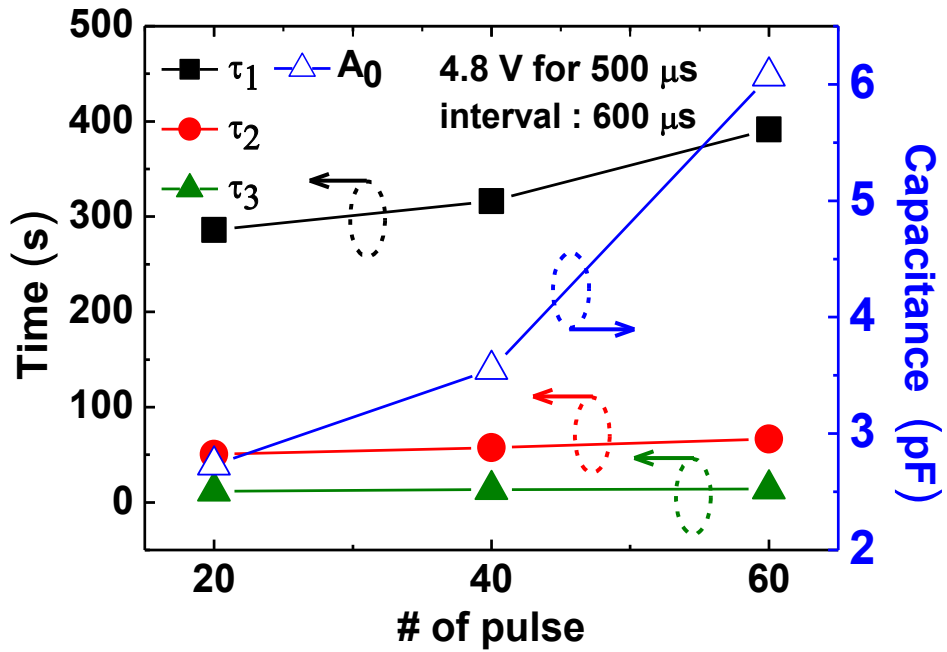 500
400
300
200
100
0
Time (s)
τ1
A0
τ2
τ3
4.8 V for 500 μs
interval : 600 μs
6
5
4
3
2
Capacitance (pF)
20
40
60
# of pulse